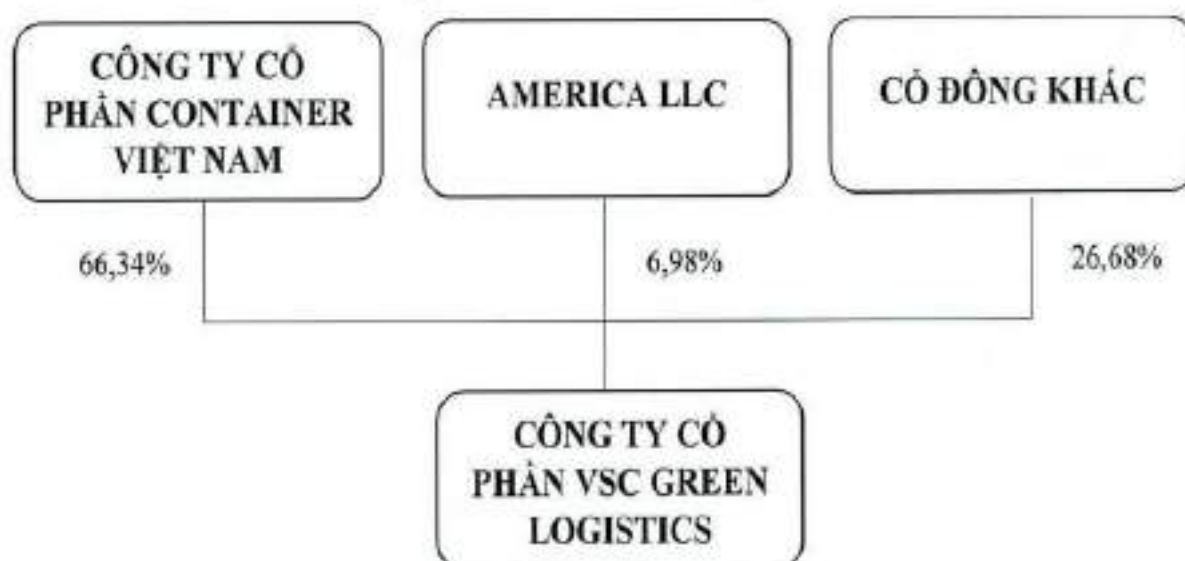 CÔNG TY CỔ
PHẦN CONTAINER
VIỆT NAM
AMERICA LLC
CỔ ĐÔNG KHÁC
66,34%
6,98%
26,68%
CÔNG TY CỔ
PHẦN VSC GREEN
LOGISTICS